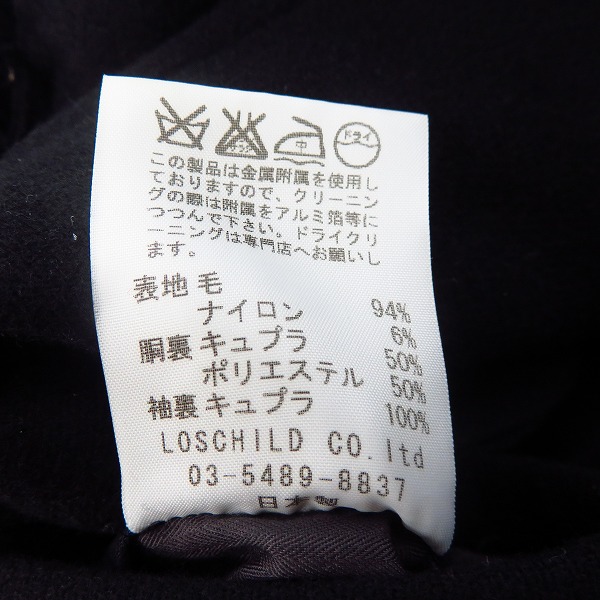 サラシ 中 ドライ
この製品は金属附属を使用し
ておりますので、クリーニン
グの際は附属をアルミ箔等に
つつんで下さい。ドライクリ
ーニングは専門店へお願いし
ます。
表地 毛 94%
ナイロン 6%
胴裏 キュプラ 50%
ポリエステル 50%
袖裏 キュプラ 100%
LOSCHILD CO.ltd
03-5489-8837
日本製